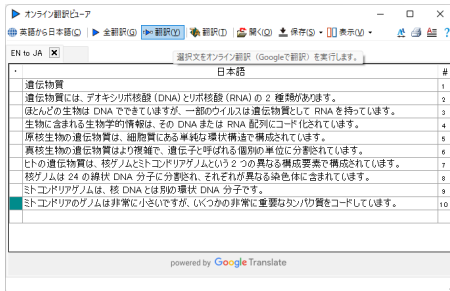 オンライン翻訳ビューア
英語から日本語(C) 全翻訳(G) 翻訳(Y) 翻訳(T) 開く(O) 保存(S) 表示(V)
EN to JA
選択文をオンライン翻訳（Googleで翻訳）を実行します。
日本語 #
遺伝物質 1
遺伝物質には、デオキシリボ核酸 (DNA) とリボ核酸 (RNA) の 2 種類があります。 2
ほとんどの生物は DNA でできていますが、一部のウイルスは遺伝物質として RNA を持っています。 3
生物に含まれる生物学的情報は、その DNA または RNA 配列にコード化されています。 4
原核生物の遺伝物質は、細胞質にある単純な環状構造で構成されています。 5
真核生物の遺伝物質はより複雑で、遺伝子と呼ばれる個別の単位に分割されています。 6
ヒトの遺伝物質は、核ゲノムとミトコンドリアゲノムという 2 つの異なる構成要素で構成されています。 7
核ゲノムは 24 の線状 DNA 分子に分割され、それぞれが異なる染色体に含まれています。 8
ミトコンドリアゲノムは、核 DNA とは別の環状 DNA 分子です。 9
ミトコンドリアのゲノムは非常に小さいですが、いくつかの非常に重要なタンパク質をコードしています。 10
powered by Google Translate